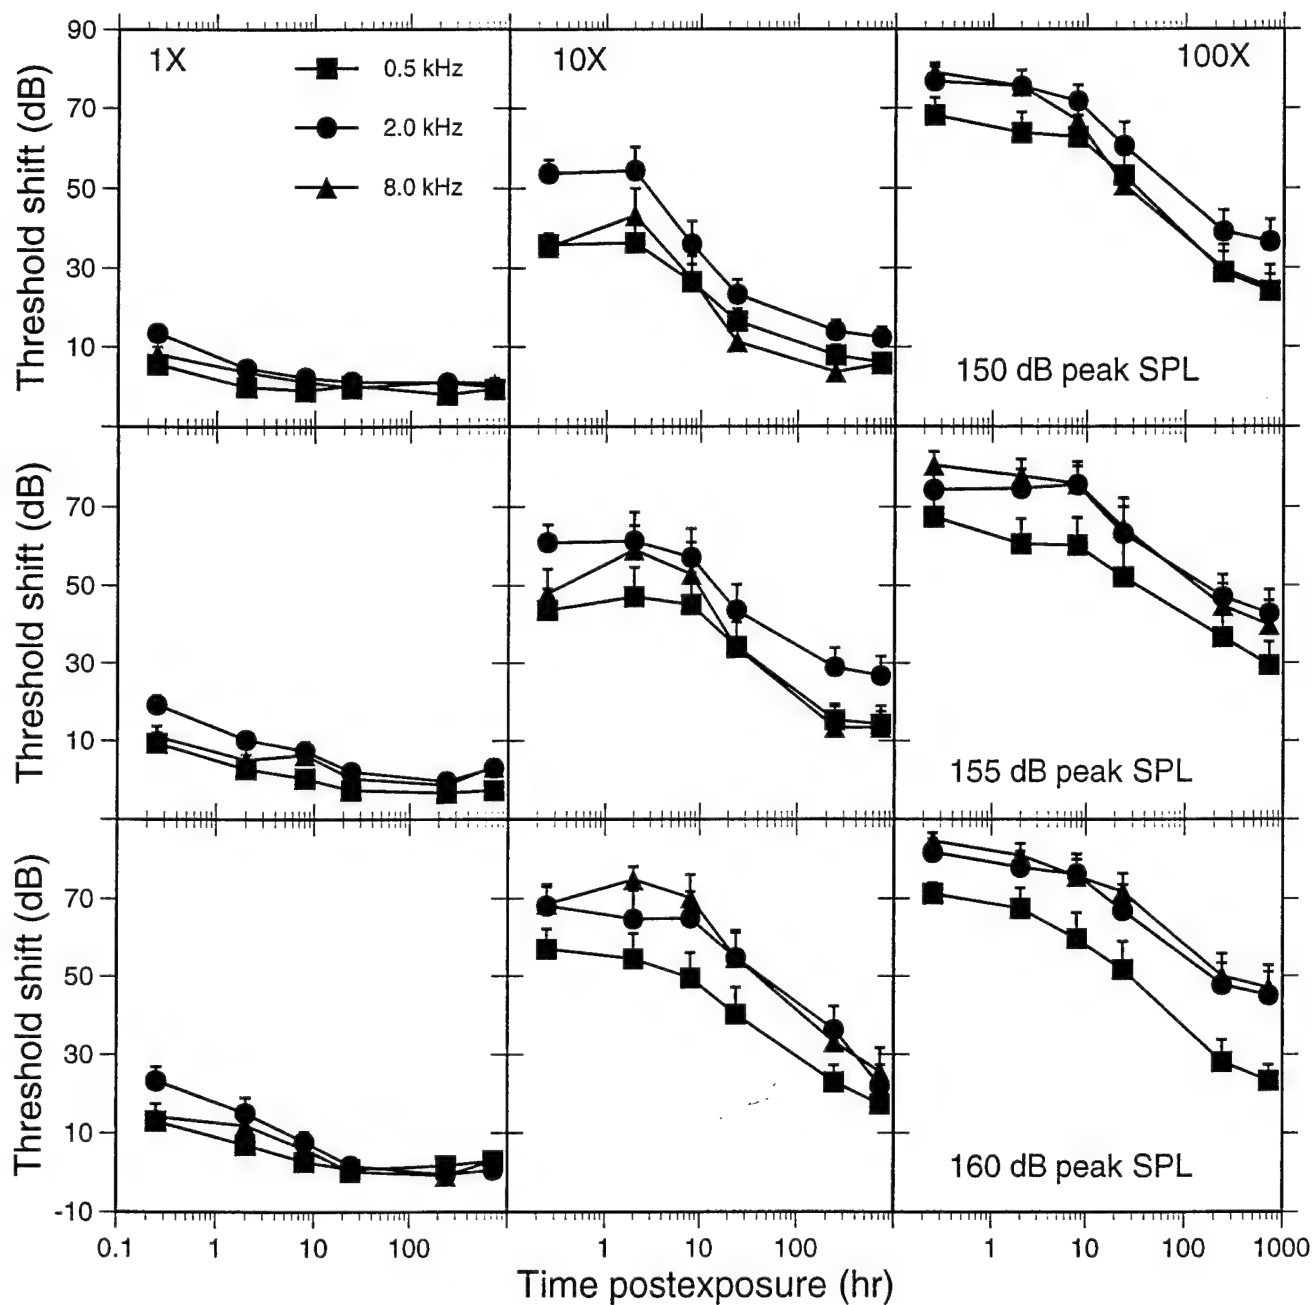 1X
10X
100X
0.5 kHz
2.0 kHz
8.0 kHz
Threshold shift (dB)
90
70
50
30
10
150 dB peak SPL
Threshold shift (dB)
70
50
30
10
155 dB peak SPL
Threshold shift (dB)
70
50
30
10
-10
160 dB peak SPL
0.1 1 10 100 1 10 100 1 10 100 1000
Time postexposure (hr)